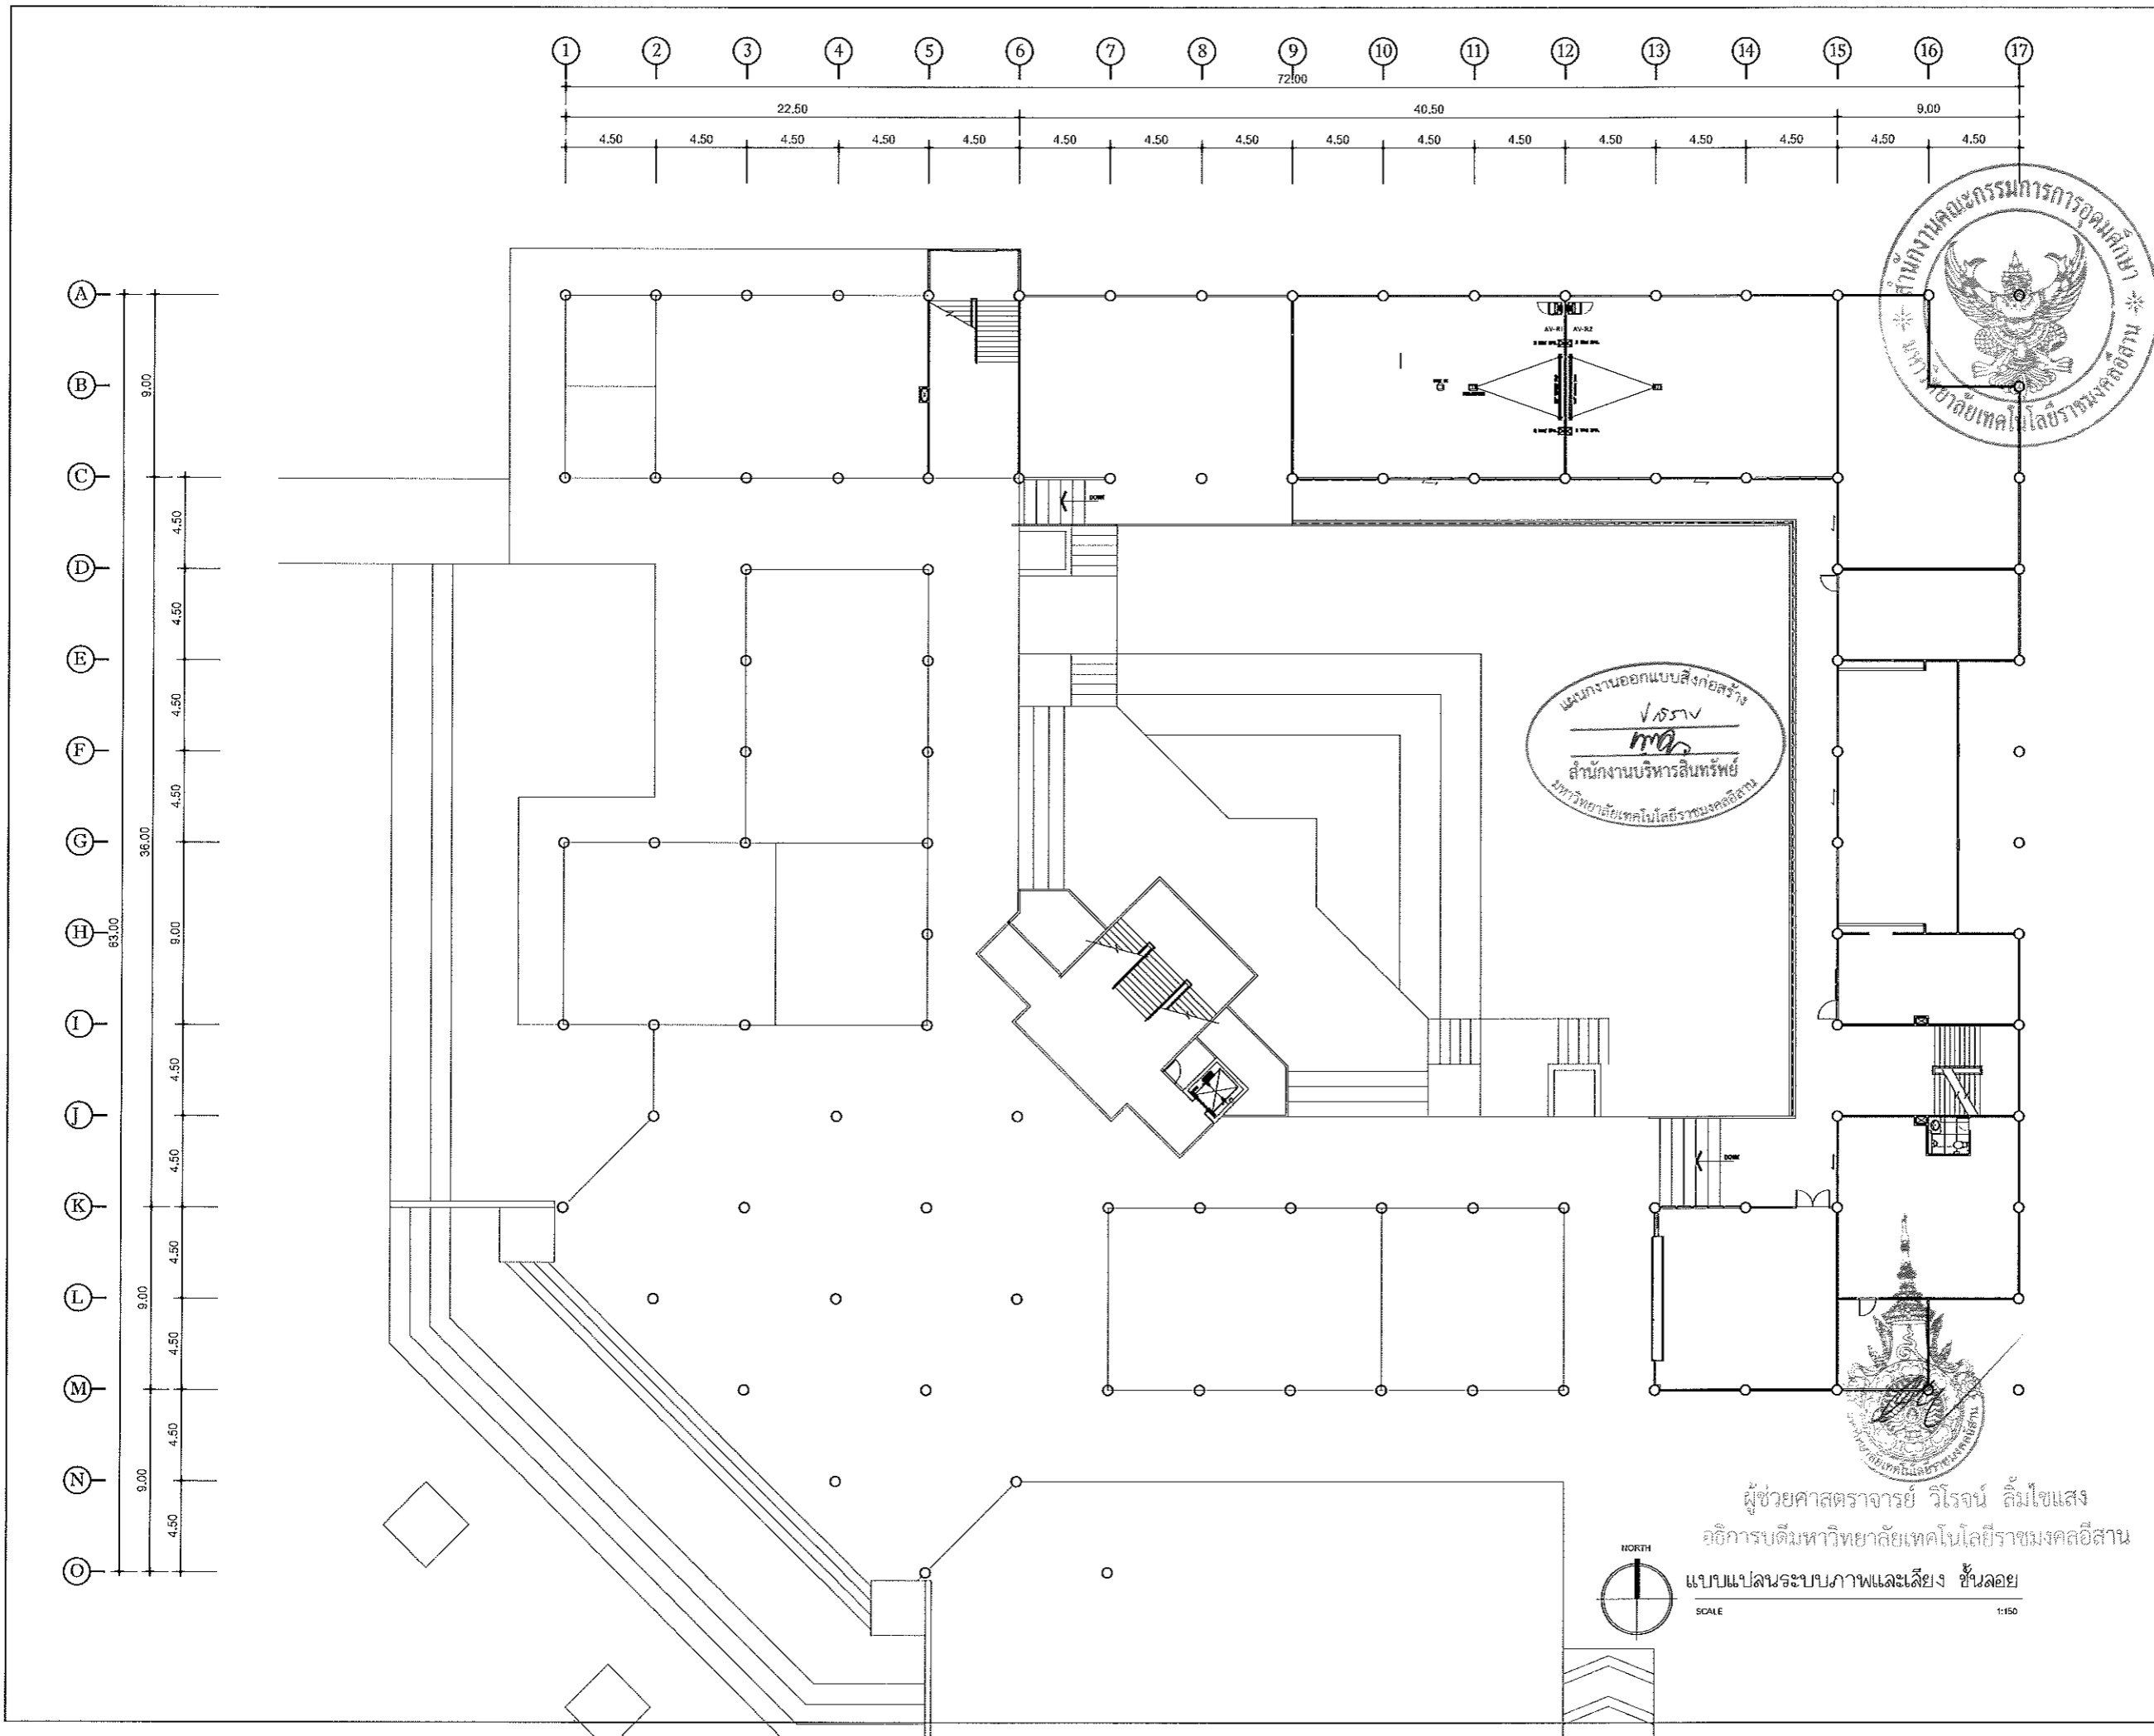 1 2 3 4 5 6 7 8 9 10 11 12 13 14 15 16 17
72.00
22.50 40.50 9.00
4.50 4.50 4.50 4.50 4.50 4.50 4.50 4.50 4.50 4.50 4.50 4.50 4.50 4.50 4.50 4.50
สำนักงานคณะกรรมการการอุดมศึกษา
มหาวิทยาลัยเทคโนโลยีราชมงคลอีสาน
A
B
C
D
E
F
G
H
I
J
K
L
M
N
O
63.00
9.00
36.00
9.00
9.00
4.50
4.50
4.50
4.50
9.00
4.50
4.50
4.50
4.50
4.50
4.50
AV-R1 AV-R2
DOWN
แผนกงานออกแบบสิ่งก่อสร้าง
สำนักงานบริหารสินทรัพย์
มหาวิทยาลัยเทคโนโลยีราชมงคลอีสาน
DOWN
ผู้ช่วยศาสตราจารย์ วิโรจน์ ลิ้มไขแสง
อธิการบดีมหาวิทยาลัยเทคโนโลยีราชมงคลอีสาน
NORTH
แบบแปลนระบบภาพและเสียง ชั้นลอย
SCALE 1:150